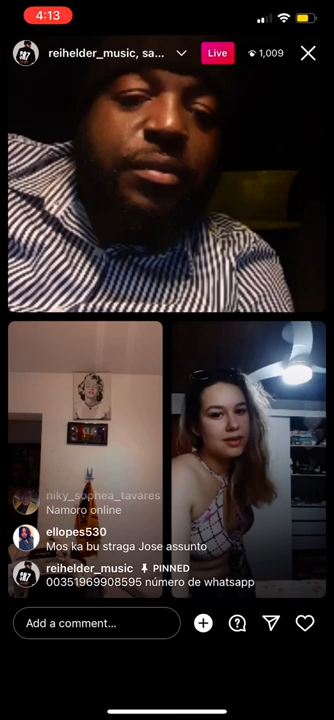 4:13
reihelder_music, sa...
Live
1,009
niky_sophea_tavares
Namoro online
ellopes530
Mos ka bu straga Jose assunto
reihelder_music PINNED
00351969908595 número de whatsapp
Add a comment...